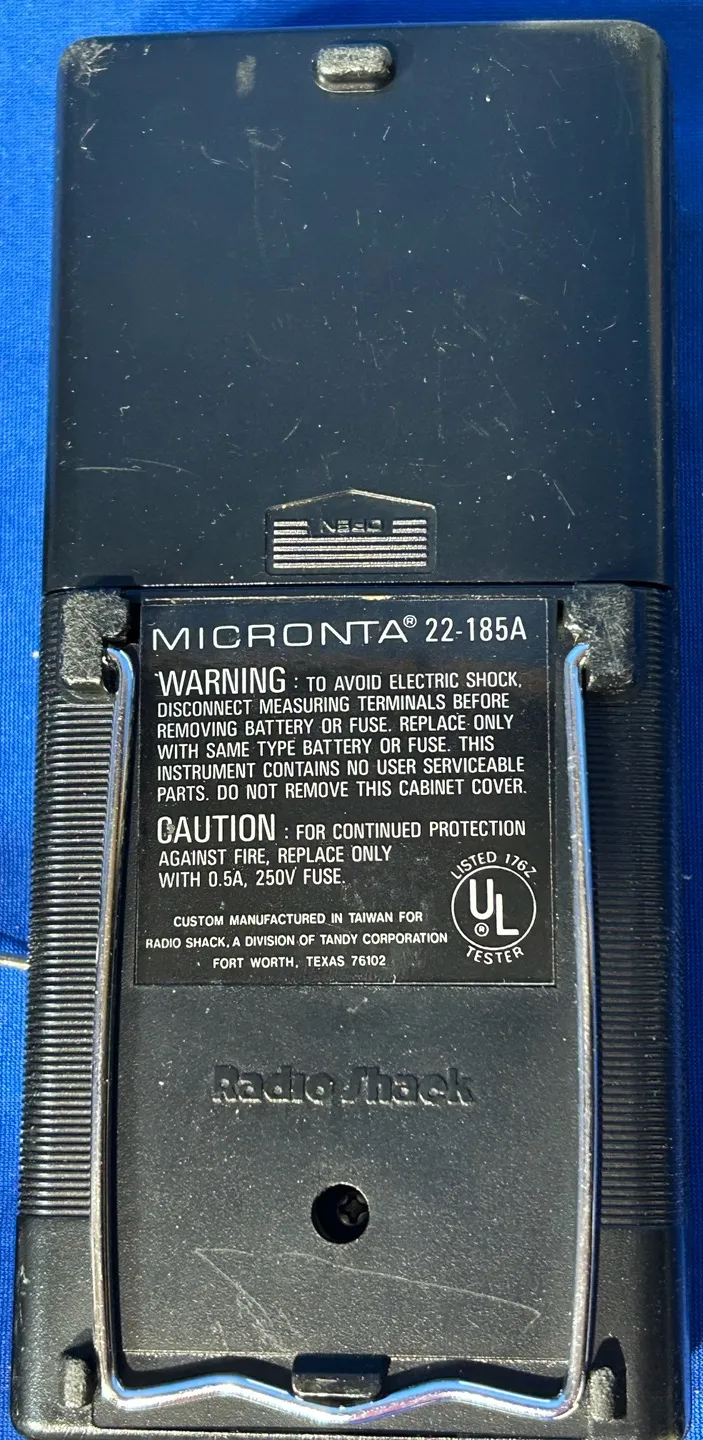 OPEN
MICRONTA® 22-185A
WARNING : TO AVOID ELECTRIC SHOCK,
DISCONNECT MEASURING TERMINALS BEFORE
REMOVING BATTERY OR FUSE. REPLACE ONLY
WITH SAME TYPE BATTERY OR FUSE. THIS
INSTRUMENT CONTAINS NO USER SERVICEABLE
PARTS. DO NOT REMOVE THIS CABINET COVER.
CAUTION : FOR CONTINUED PROTECTION
AGAINST FIRE, REPLACE ONLY
WITH 0.5A, 250V FUSE.
LISTED 176Z
UL ®
TESTER
CUSTOM MANUFACTURED IN TAIWAN FOR
RADIO SHACK, A DIVISION OF TANDY CORPORATION
FORT WORTH, TEXAS 76102
Radio Shack